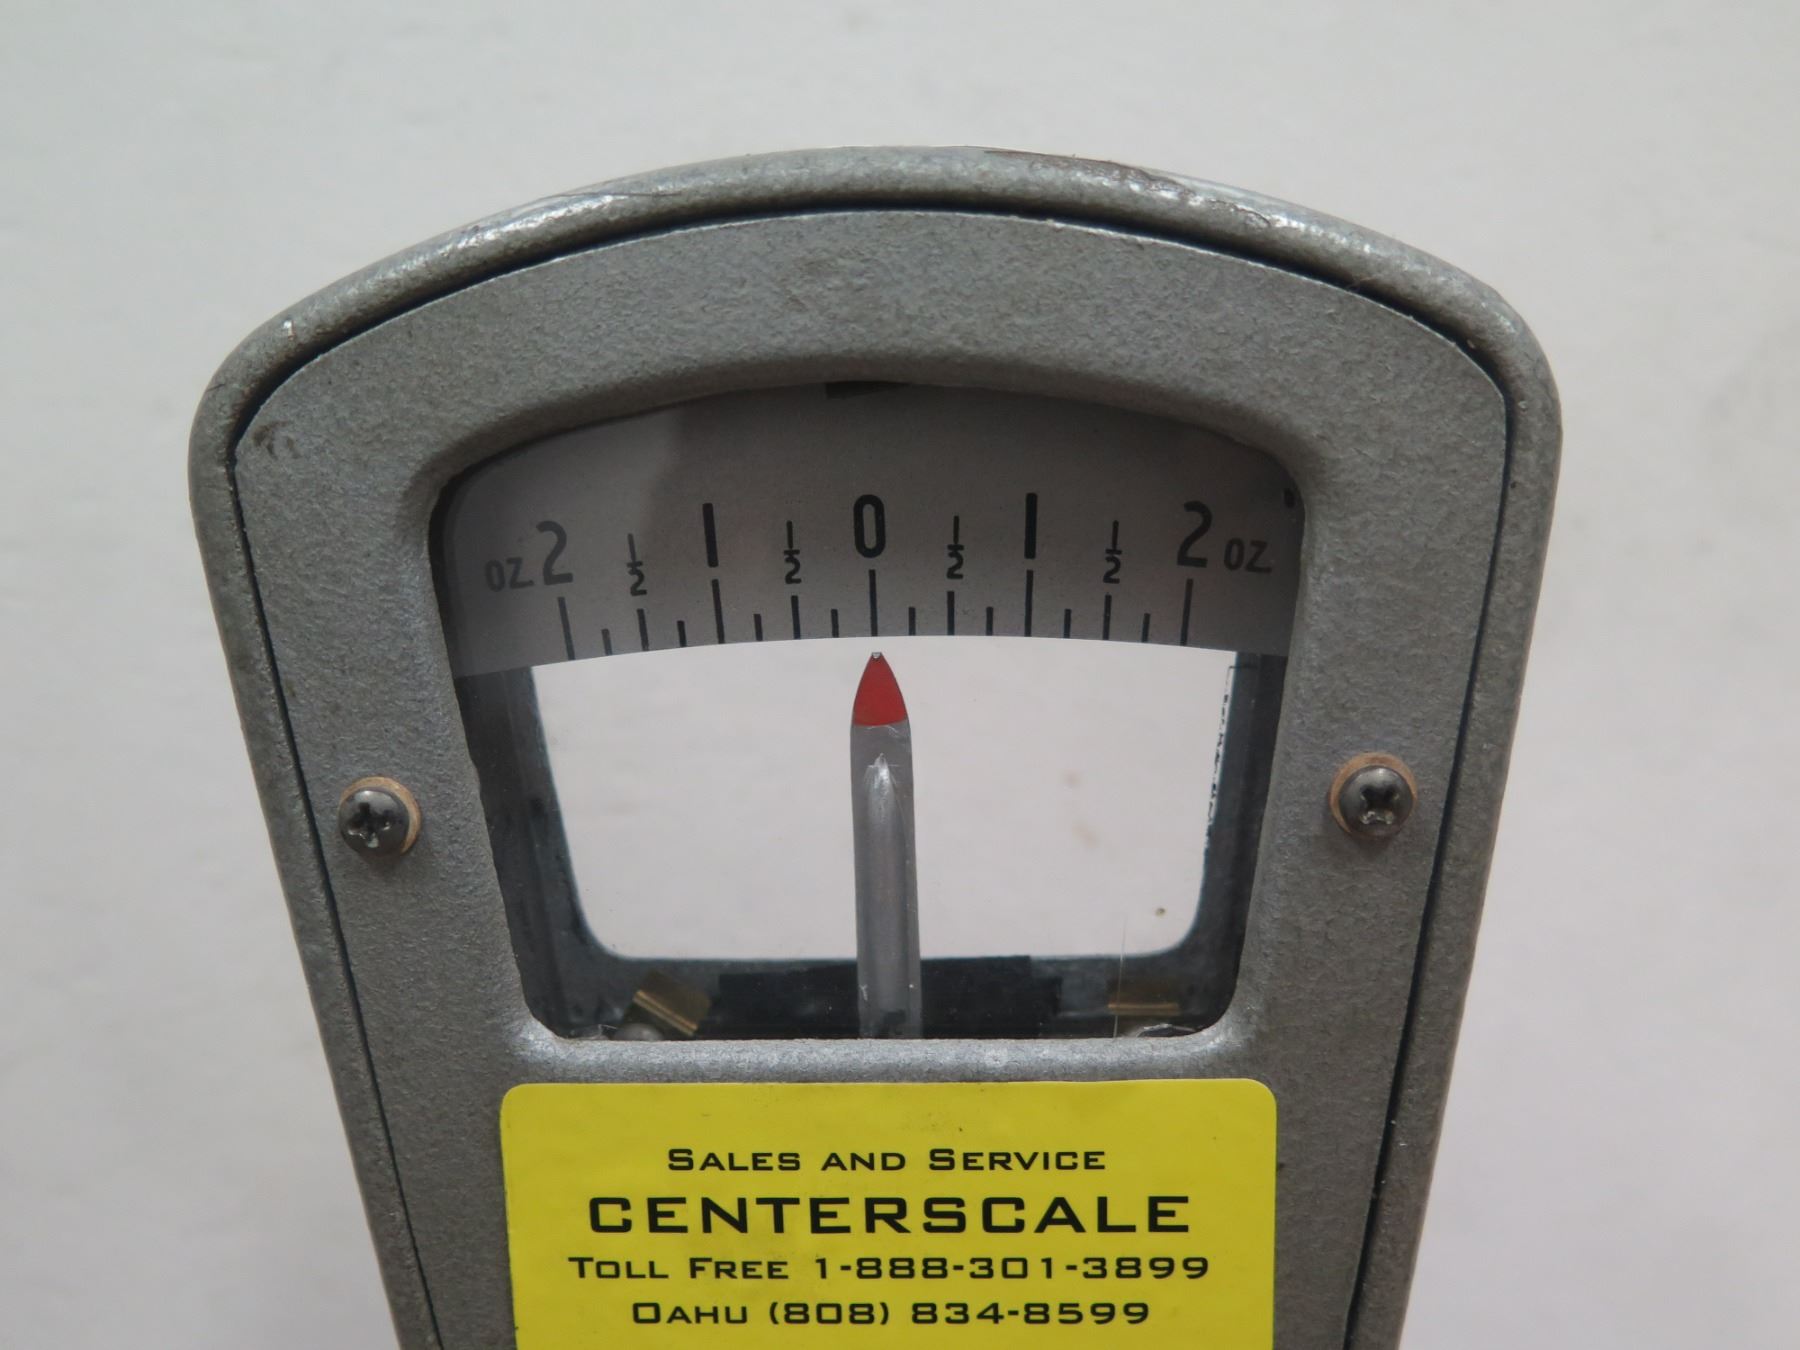 OZ 2 1/2 1 1/2 0 1/2 1 1/2 2 OZ
SALES AND SERVICE
CENTERSCALE
TOLL FREE 1-888-301-3899
OAHU (808) 834-8599